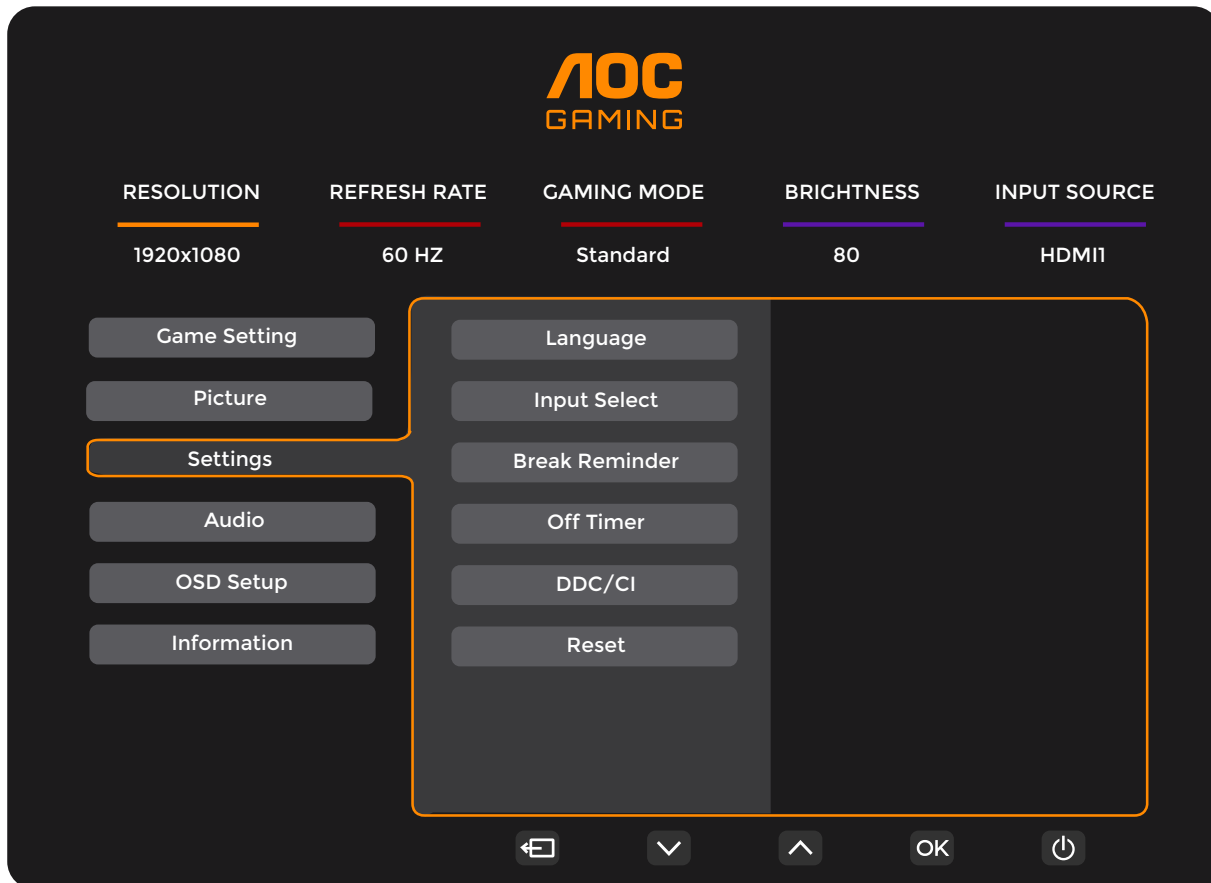 AOC
GAMING
RESOLUTION REFRESH RATE GAMING MODE BRIGHTNESS INPUT SOURCE
1920x1080 60 HZ Standard 80 HDMI1
Game Setting
Picture
Settings
Audio
OSD Setup
Information
Language
Input Select
Break Reminder
Off Timer
DDC/CI
Reset
OK